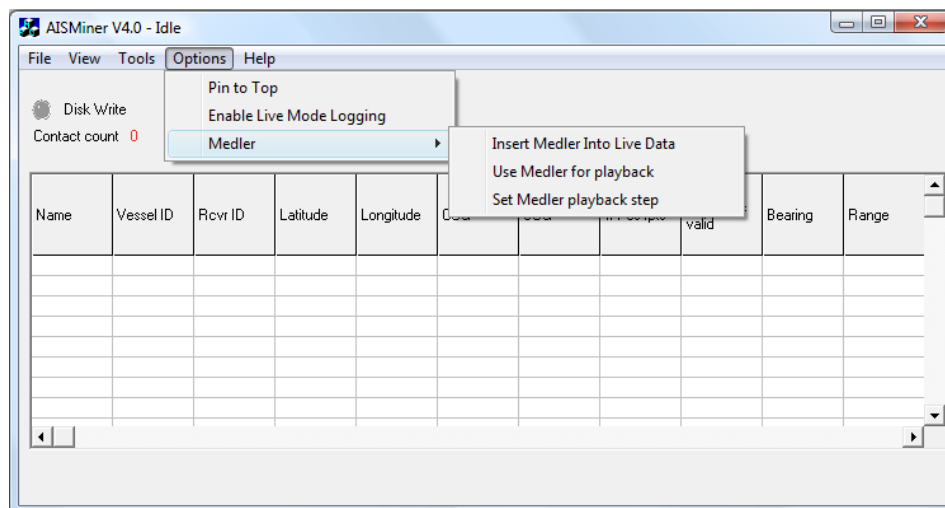 AISMiner V4.0 - Idle
File View Tools Options Help
Pin to Top
Disk Write
Enable Live Mode Logging
Contact count 0
Medler
Insert Medler Into Live Data
Use Medler for playback
Set Medler playback step
Name Vessel ID Rcvr ID Latitude Longitude valid Bearing Range